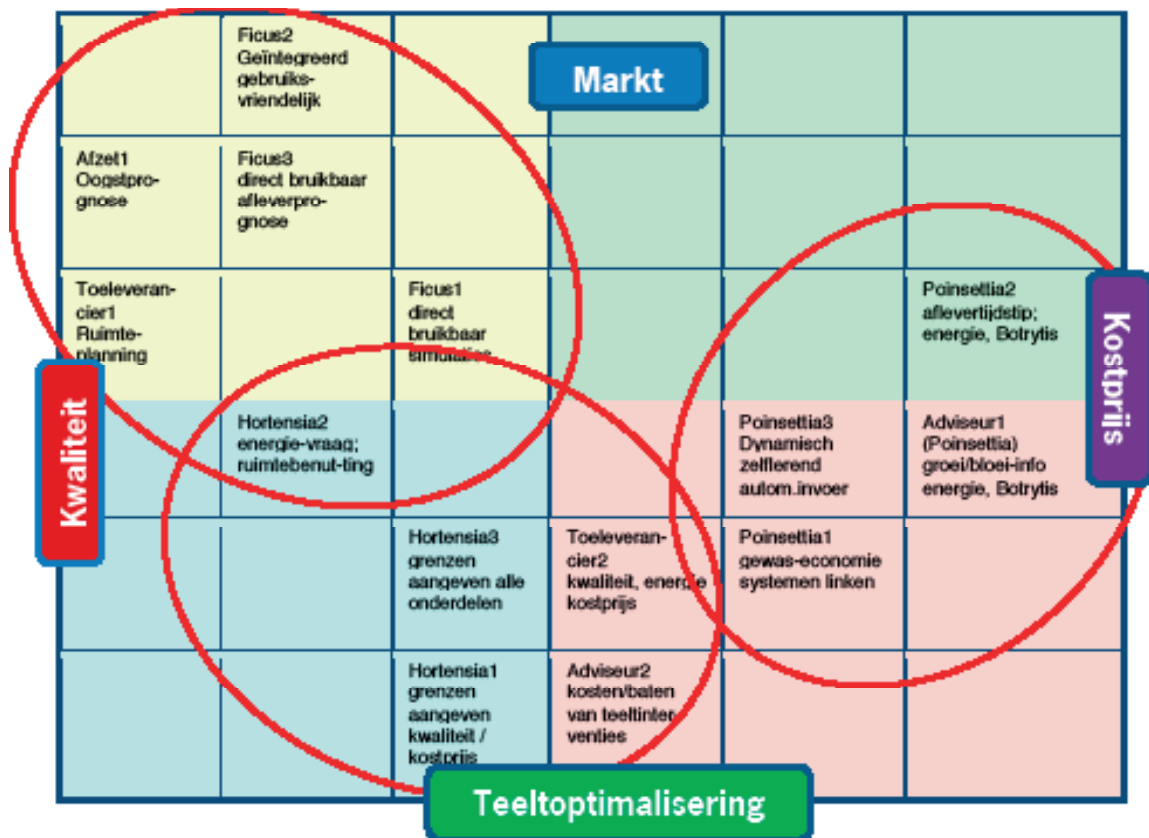 Ficus2
Geïntegreerd
gebruiks-
vriendelijk
Markt
Afzet1
Oogstpro-
gnose
Ficus3
direct bruikbaar
afleverpro-
gnose
Toeleveran-
cier1
Ruimte-
planning
Ficus1
direct
bruikbaar
simulaties
Poinsettia2
aflevertijdstip;
energie, Botrytis
Kostprijs
Kwaliteit
Hortensia2
energie-vraag;
ruimtebenut-ting
Poinsettia3
Dynamisch
zelflerend
autom.invoer
Adviseur1
(Poinsettia)
groei/bloei-info
energie, Botrytis
Hortensia3
grenzen
aangeven alle
onderdelen
Toeleveran-
cier2
kwaliteit, energie
kostprijs
Poinsettia1
gewas-economie
systemen linken
Hortensia1
grenzen
aangeven
kwaliteit /
kostprijs
Adviseur2
kosten/baten
van teeltinter
venties
Teeltoptimalisering